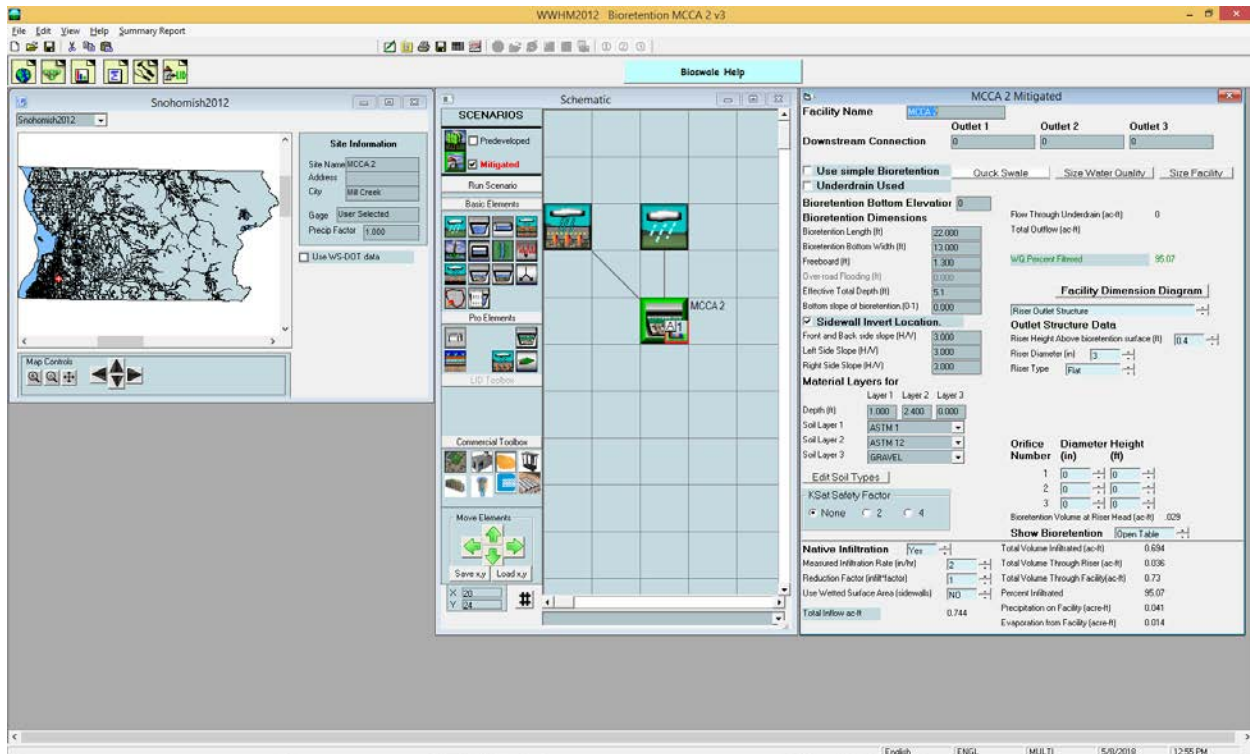 WWHM2012 Bioretention MCCA 2 v3
File Edit View Help Summary Report
Bioswale Help
Snohomish2012
Snohomish2012
Site Information
Site Name MCCA 2
Address
City Mill Creek
Gage User Selected
Precip Factor 1.000
Use WS-DOT data
Map Controls
Schematic
SCENARIOS
Predeveloped
Mitigated
Run Scenario
Basic Elements
Pro Elements
LID Toolbox
Commercial Toolbox
Move Elements
Save x,y Load x,y
X 20
Y 24
MCCA 2
A 1
MCCA 2 Mitigated
Facility Name MCCA 2
Outlet 1 Outlet 2 Outlet 3
Downstream Connection 0 0 0
Use simple Bioretention Quick Swale Size Water Quality Size Facility
Underdrain Used
Bioretention Bottom Elevation 0
Bioretention Dimensions
Bioretention Length (ft) 22.000
Bioretention Bottom Width (ft) 13.000
Freeboard (ft) 1.300
Over-road Flooding (ft) 0.000
Effective Total Depth (ft) 5.1
Bottom slope of bioretention.(0-1) 0.000
Sidewall Invert Location.
Front and Back side slope (H/V) 3.000
Left Side Slope (H/V) 3.000
Right Side Slope (H/V) 3.000
Material Layers for
Layer 1 Layer 2 Layer 3
Depth (ft) 1.000 2.400 0.000
Soil Layer 1 ASTM 1
Soil Layer 2 ASTM 12
Soil Layer 3 GRAVEL
Edit Soil Types
KSat Safety Factor
None 2 4
Flow Through Underdrain (ac-ft) 0
Total Outflow (ac-ft)
WQ Percent Filtered 95.07
Facility Dimension Diagram
Riser Outlet Structure
Outlet Structure Data
Riser Height Above bioretention surface (ft) 0.4
Riser Diameter (in) 3
Riser Type Flat
Orifice Diameter Height
Number (in) (ft)
1 0 0
2 0 0
3 0 0
Bioretention Volume at Riser Head (ac-ft) .029
Show Bioretention Open Table
Native Infiltration Yes
Measured Infiltration Rate (in/hr) 2
Reduction Factor (infilt*factor) 1
Use Wetted Surface Area (sidewalls) NO
Total Inflow ac-ft 0.744
Total Volume Infiltrated (ac-ft) 0.694
Total Volume Through Riser (ac-ft) 0.036
Total Volume Through Facility(ac-ft) 0.73
Percent Infiltrated 95.07
Precipitation on Facility (acre-ft) 0.041
Evaporation from Facility (acre-ft) 0.014
English ENGL MULTI 5/8/2018 12:55 PM